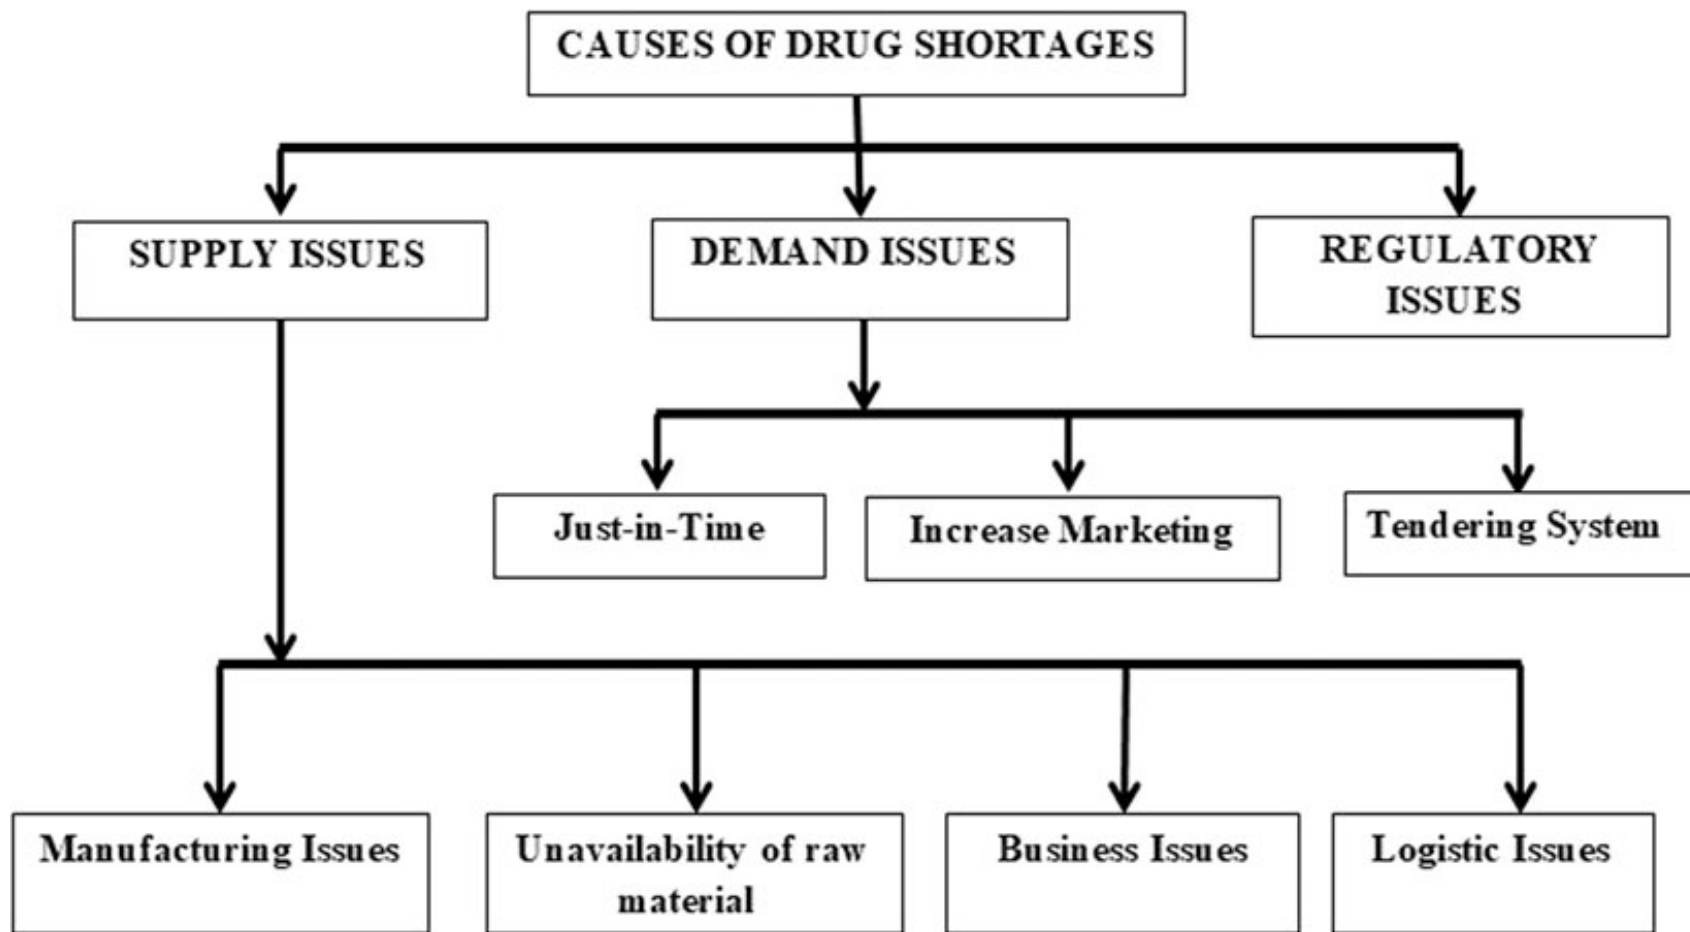 CAUSES OF DRUG SHORTAGES
SUPPLY ISSUES
DEMAND ISSUES
REGULATORY
ISSUES
Just-in-Time
Increase Marketing
Tendering System
Manufacturing Issues
Unavailability of raw
material
Business Issues
Logistic Issues